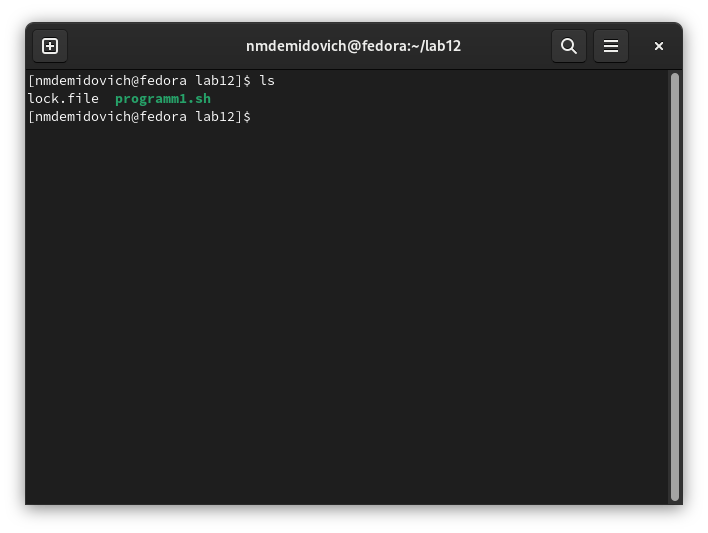 nmdemidovich@fedora:~/lab12
[nmdemidovich@fedora lab12]$ ls
lock.file  programm1.sh
[nmdemidovich@fedora lab12]$